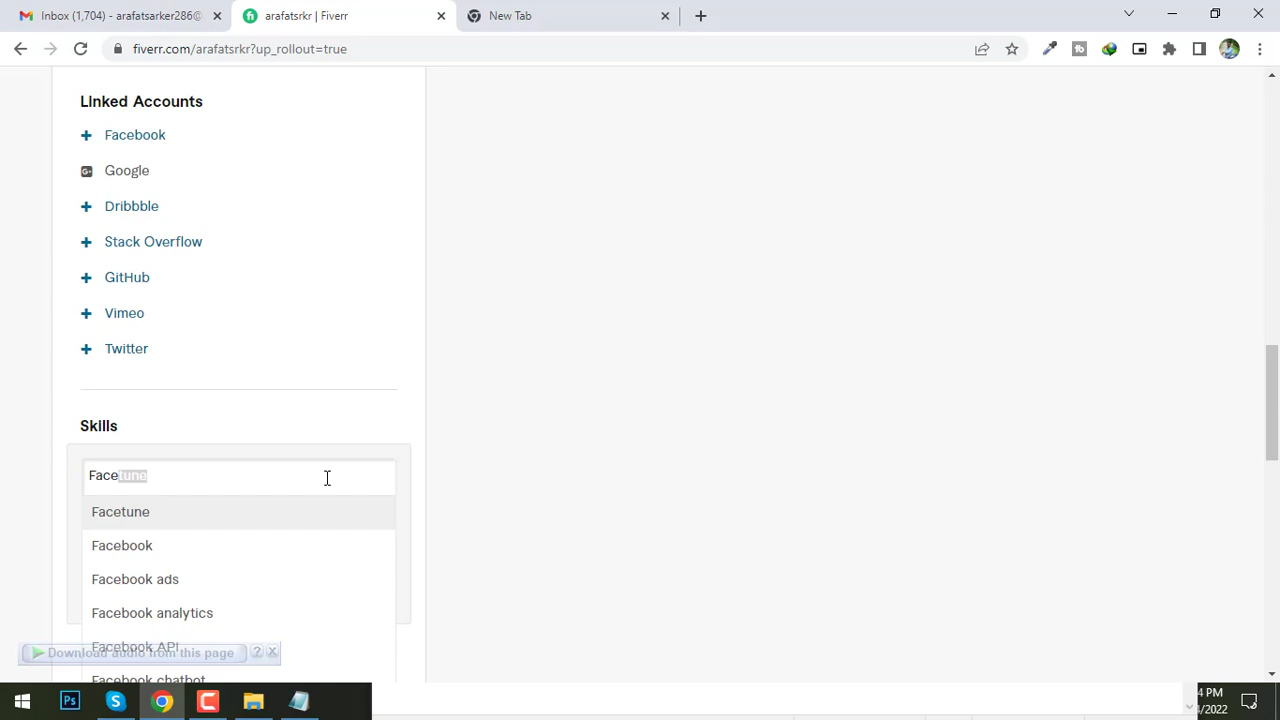 Inbox (1,704) - arafatsarker286@
arafatsrkr | Fiverr
New Tab
fiverr.com/arafatsrkr?up_rollout=true
Linked Accounts
Facebook
Google
Dribbble
Stack Overflow
GitHub
Vimeo
Twitter
Skills
Facetune
Facetune
Facebook
Facebook ads
Facebook analytics
Facebook API
Download audio from this page
Facebook chatbot
4 PM
/2022